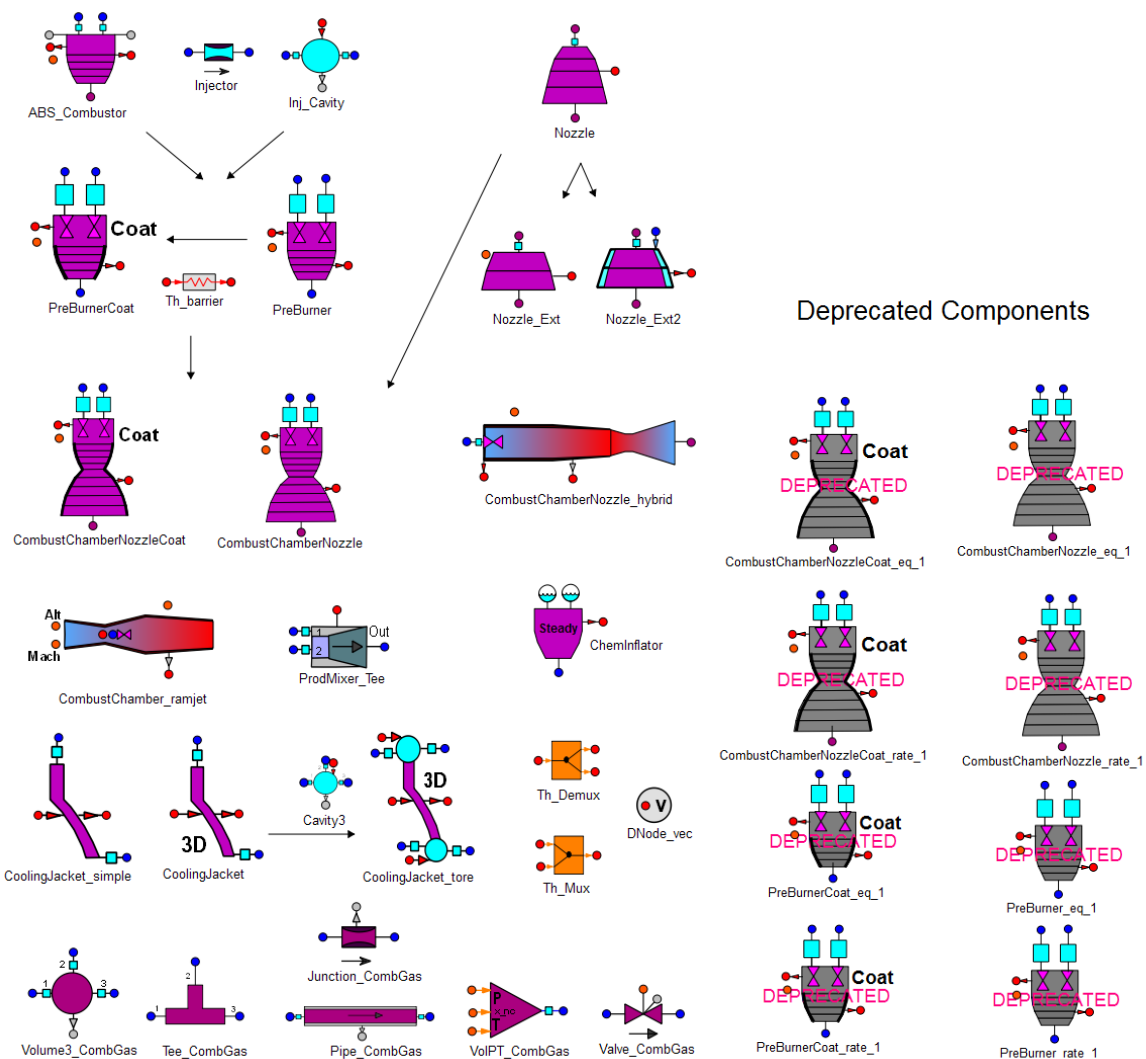 ABS_Combustor
Injector
Inj_Cavity
Nozzle
Coat
PreBurnerCoat
Th_barrier
PreBurner
Nozzle_Ext
Nozzle_Ext2
Deprecated Components
Coat
CombustChamberNozzleCoat
CombustChamberNozzle
CombustChamberNozzle_hybrid
Coat
DEPRECATED
CombustChamberNozzleCoat_eq_1
DEPRECATED
CombustChamberNozzle_eq_1
Alt
Mach
CombustChamber_ramjet
1
2
Out
ProdMixer_Tee
Steady
ChemInflator
Coat
DEPRECATED
CombustChamberNozzleCoat_rate_1
DEPRECATED
CombustChamberNozzle_rate_1
CoolingJacket_simple
3D
CoolingJacket
Cavity3
3D
CoolingJacket_tore
Th_Demux
V
DNode_vec
Th_Mux
Coat
DEPRECATED
PreBurnerCoat_eq_1
DEPRECATED
PreBurner_eq_1
1
2
3
Volume3_CombGas
1
2
3
Tee_CombGas
Junction_CombGas
Pipe_CombGas
P
x_nc
T
VolPT_CombGas
Valve_CombGas
Coat
DEPRECATED
PreBurnerCoat_rate_1
DEPRECATED
PreBurner_rate_1